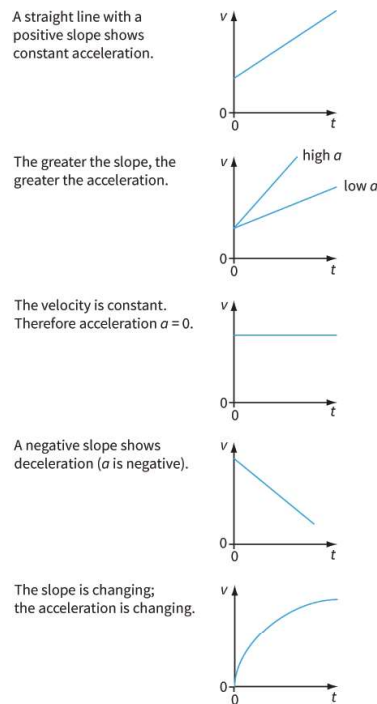 A straight line with a
positive slope shows
constant acceleration.
v
0
0
t
The greater the slope, the
greater the acceleration.
v
high a
low a
0
0
t
The velocity is constant.
Therefore acceleration a = 0.
v
0
0
t
A negative slope shows
deceleration (a is negative).
v
0
0
t
The slope is changing;
the acceleration is changing.
v
0
0
t